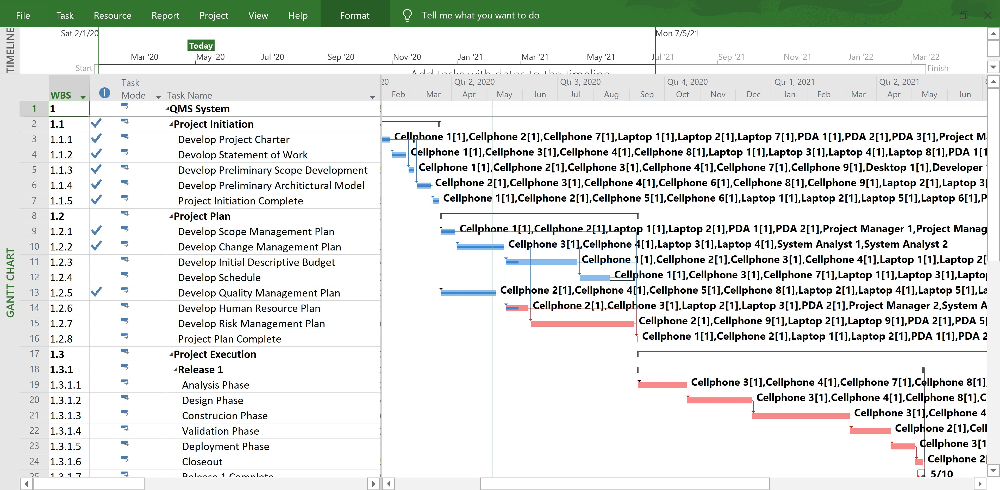 File Task Resource Report Project View Help Format Tell me what you want to do
TIMELINE
Sat 2/1/20 Mon 7/5/21
Today
Mar '20 May '20 Jul '20 Sep '20 Nov '20 Jan '21 Mar '21 May '21 Jul '21 Sep '21 Nov '21 Jan '22 Mar '22
Start Add tasks with dates to the timeline Finish
GANTT CHART
WBS Task Mode Task Name
20 Qtr 2, 2020 Qtr 3, 2020 Qtr 4, 2020 Qtr 1, 2021 Qtr 2, 2021
Feb Mar Apr May Jun Jul Aug Sep Oct Nov Dec Jan Feb Mar Apr May Jun
1 1 QMS System
2 1.1 Project Initiation
3 1.1.1 Develop Project Charter Cellphone 1[1],Cellphone 2[1],Cellphone 7[1],Laptop 1[1],Laptop 2[1],Laptop 7[1],PDA 1[1],PDA 2[1],PDA 3[1],Project M
4 1.1.2 Devolop Statement of Work Cellphone 1[1],Cellphone 3[1],Cellphone 4[1],Cellphone 8[1],Laptop 1[1],Laptop 3[1],Laptop 4[1],Laptop 8[1],PDA 1[1
5 1.1.3 Develop Preliminary Scope Development Cellphone 1[1],Cellphone 2[1],Cellphone 3[1],Cellphone 4[1],Cellphone 7[1],Cellphone 9[1],Desktop 1[1],Developer
6 1.1.4 Develop Preliminary Architictural Model Cellphone 2[1],Cellphone 3[1],Cellphone 4[1],Cellphone 6[1],Cellphone 8[1],Cellphone 9[1],Laptop 2[1],Laptop 3[
7 1.1.5 Project Initiation Complete Cellphone 1[1],Cellphone 2[1],Cellphone 5[1],Cellphone 6[1],Laptop 1[1],Laptop 2[1],Laptop 5[1],Laptop 6[1],P
8 1.2 Project Plan
9 1.2.1 Develop Scope Management Plan Cellphone 1[1],Cellphone 2[1],Laptop 1[1],Laptop 2[1],PDA 1[1],PDA 2[1],Project Manager 1,Project Manag
10 1.2.2 Develop Change Management Plan Cellphone 3[1],Cellphone 4[1],Laptop 3[1],Laptop 4[1],System Analyst 1,System Analyst 2
11 1.2.3 Develop Initial Descriptive Budget Cellphone 1[1],Cellphone 2[1],Cellphone 3[1],Cellphone 4[1],Laptop 1[1],Laptop 2[
12 1.2.4 Develop Schedule Cellphone 1[1],Cellphone 3[1],Cellphone 7[1],Laptop 1[1],Laptop 3[1],Lapto
13 1.2.5 Develop Quality Management Plan Cellphone 2[1],Cellphone 4[1],Cellphone 5[1],Cellphone 8[1],Laptop 2[1],Laptop 4[1],Laptop 5[1],La
14 1.2.6 Develop Human Resource Plan Cellphone 2[1],Cellphone 3[1],Laptop 2[1],Laptop 3[1],PDA 2[1],Project Manager 2,System A
15 1.2.7 Develop Risk Management Plan Cellphone 2[1],Cellphone 9[1],Laptop 2[1],Laptop 9[1],PDA 2[1],PDA 5[
16 1.2.8 Project Plan Complete Cellphone 1[1],Cellphone 2[1],Laptop 1[1],Laptop 2[1],PDA 1[1],PDA 2
17 1.3 Project Execution
18 1.3.1 Release 1
19 1.3.1.1 Analysis Phase Cellphone 3[1],Cellphone 4[1],Cellphone 7[1],Cellphone 8[1],
20 1.3.1.2 Design Phase Cellphone 3[1],Cellphone 4[1],Cellphone 8[1],C
21 1.3.1.3 Construcion Phase Cellphone 3[1],Cellphone 4
22 1.3.1.4 Validation Phase Cellphone 2[1],Cell
23 1.3.1.5 Deployment Phase Cellphone 3[1
24 1.3.1.6 Closeout Cellphone 2[
25 1.3.1.7 Release 1 Complete 5/10